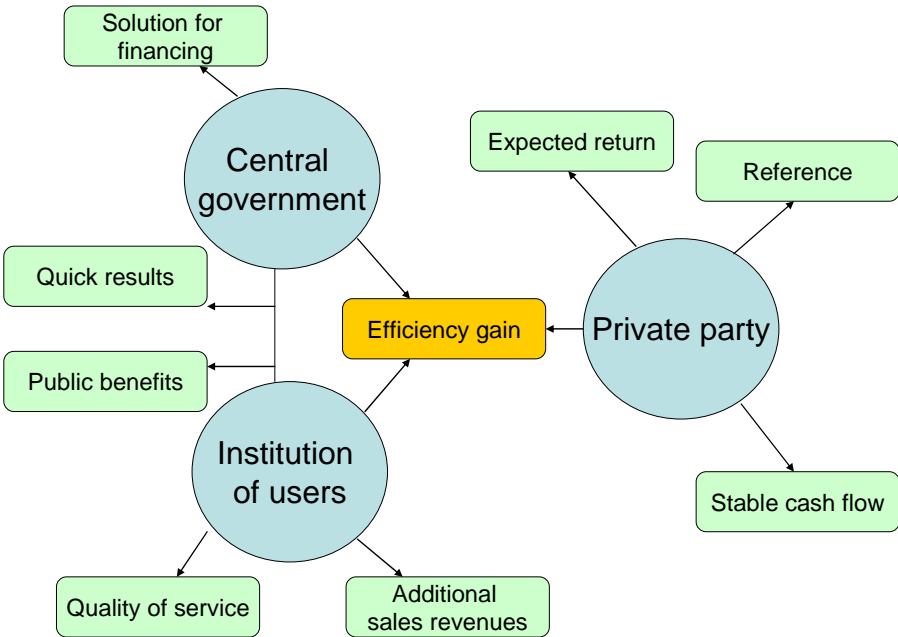 Solution for
financing
Central
government
Expected return
Reference
Quick results
Efficiency gain
Private party
Public benefits
Institution
of users
Stable cash flow
Quality of service
Additional
sales revenues